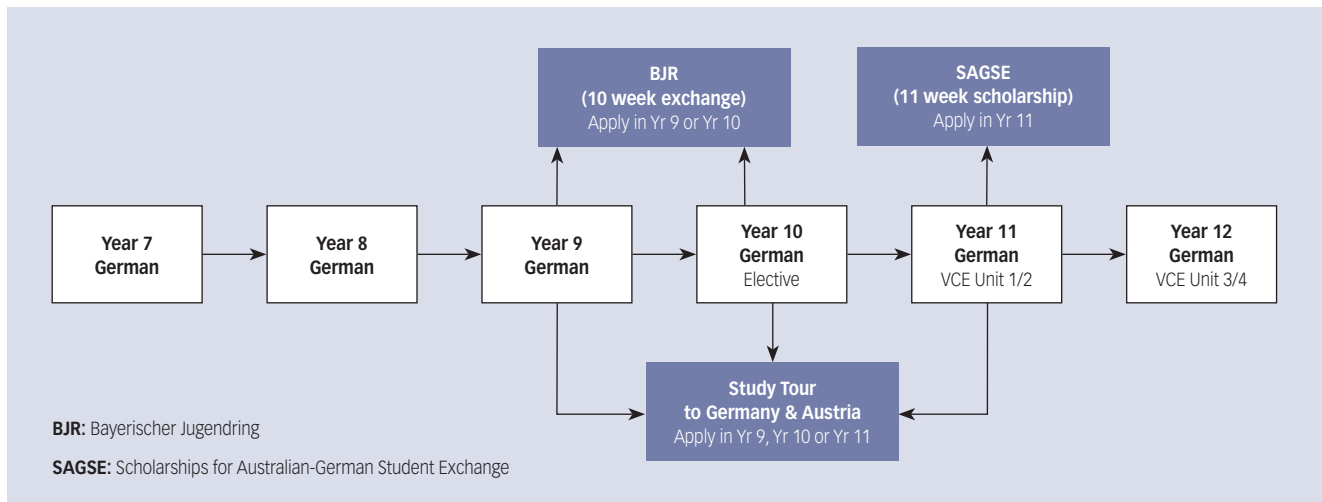 BJR
(10 week exchange)
Apply in Yr 9 or Yr 10
SAGSE
(11 week scholarship)
Apply in Yr 11
Year 7
German
Year 8
German
Year 9
German
Year 10
German
Elective
Year 11
German
VCE Unit 1/2
Year 12
German
VCE Unit 3/4
Study Tour
to Germany & Austria
Apply in Yr 9, Yr 10 or Yr 11
BJR: Bayerischer Jugendring
SAGSE: Scholarships for Australian-German Student Exchange